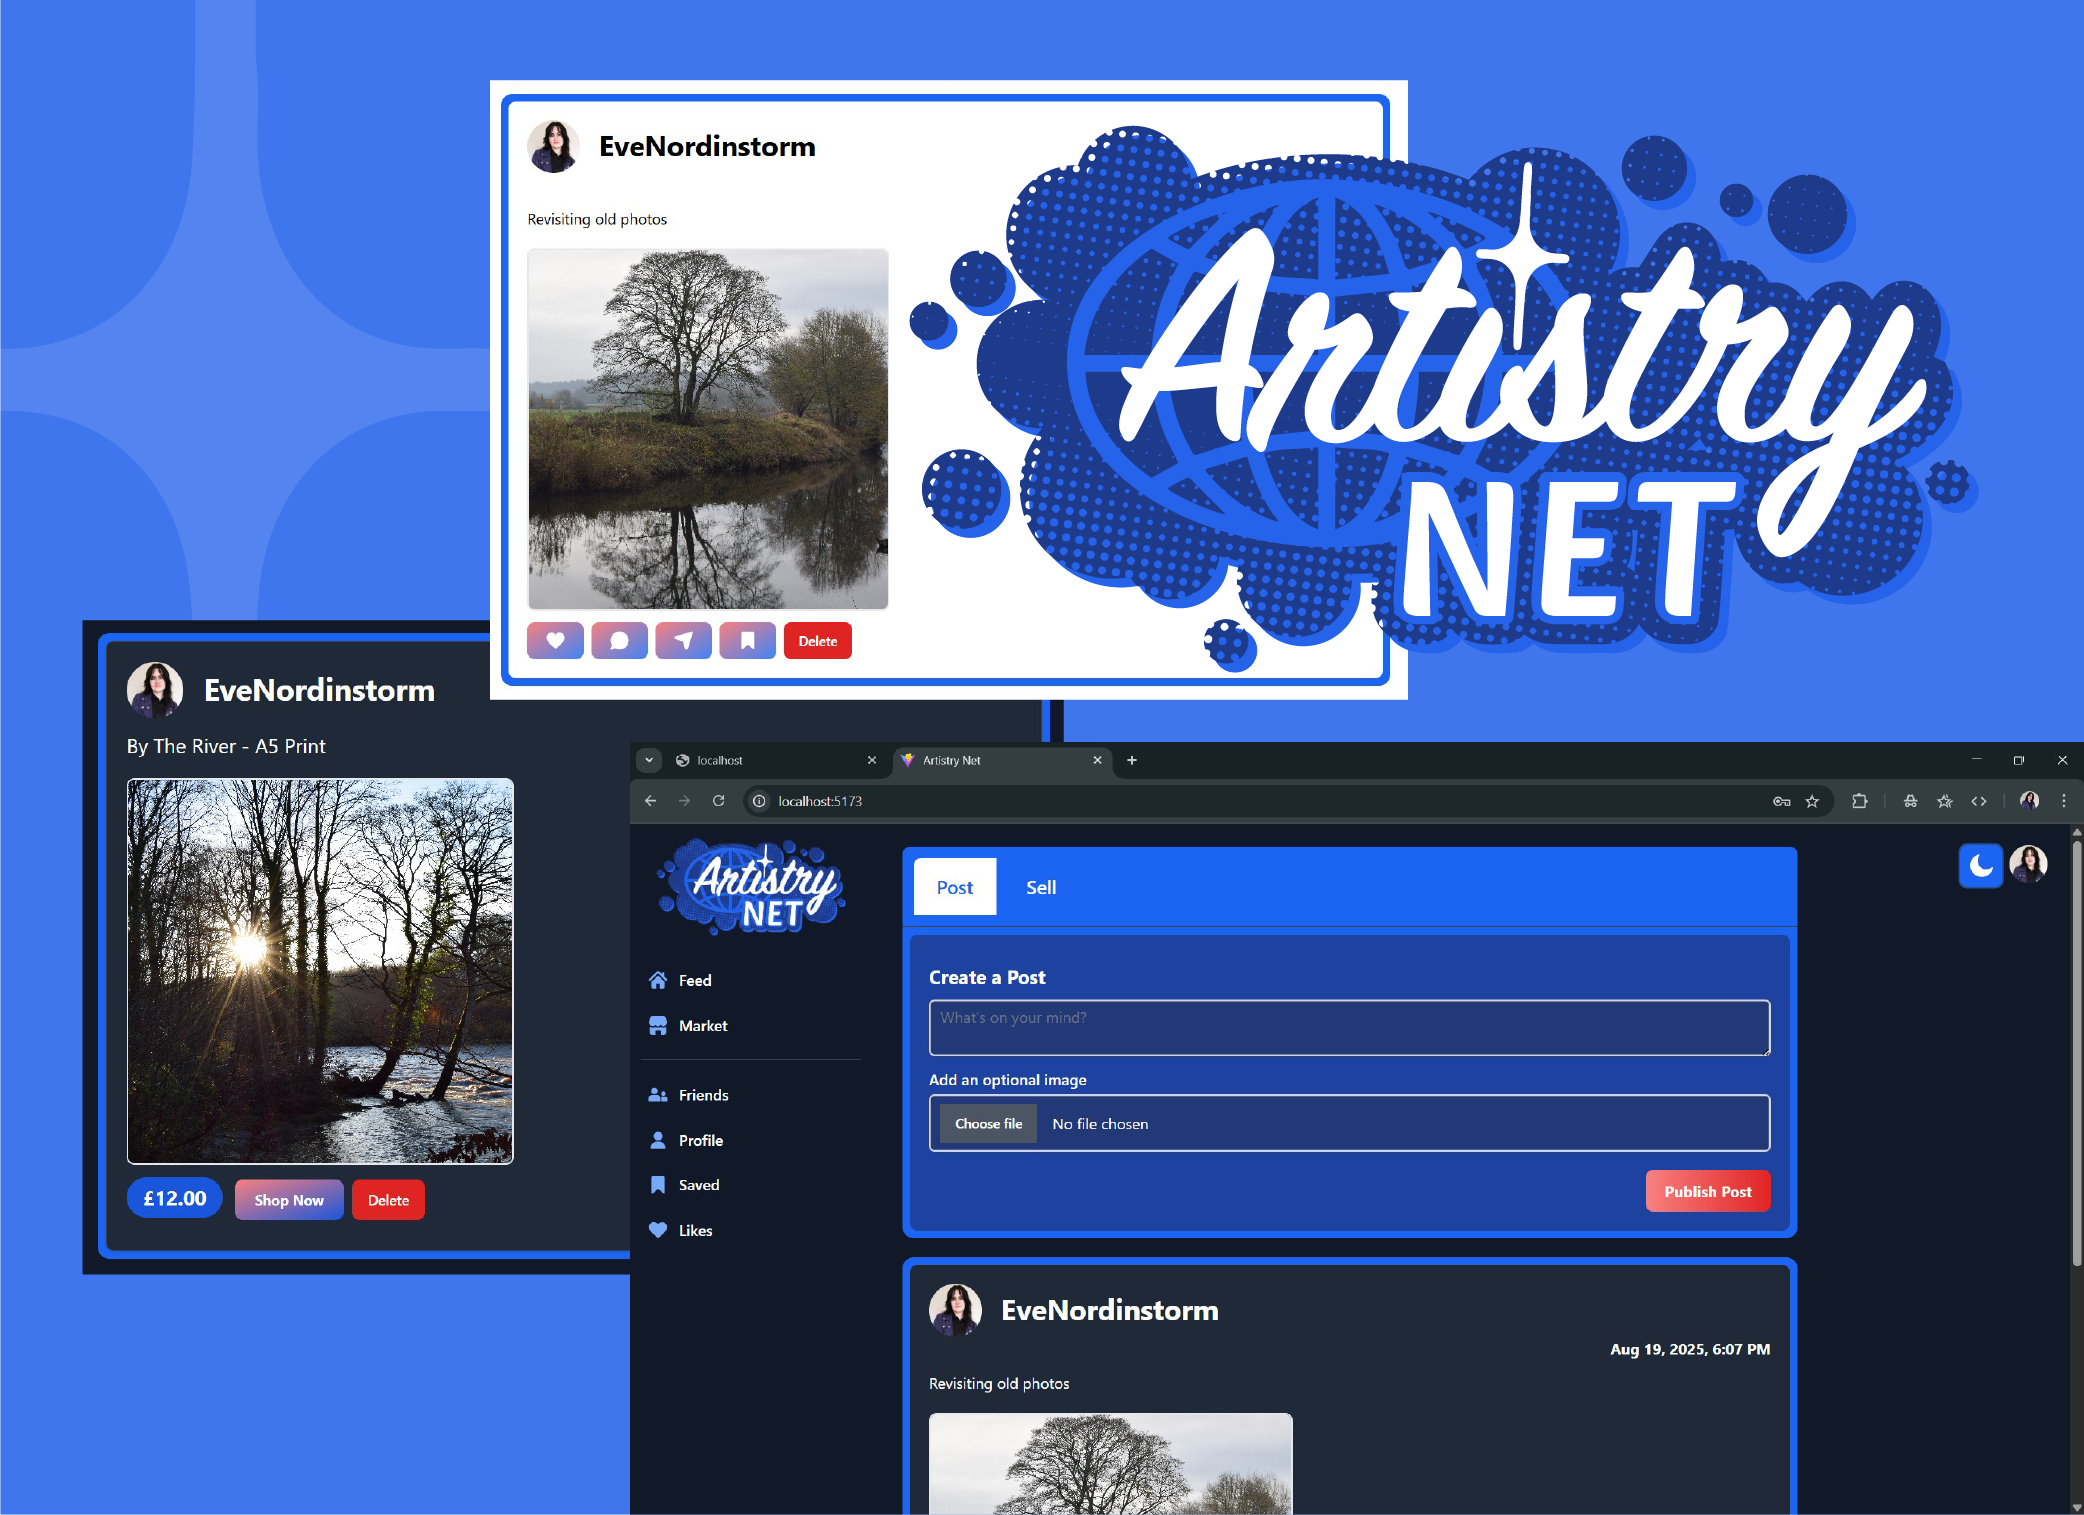 EveNordinstorm
Revisiting old photos
Delete
Artistry
NET
EveNordinstorm
By The River - A5 Print
£12.00
Shop Now
Delete
localhost
Artistry Net
localhost:5173
Artistry
NET
Feed
Market
Friends
Profile
Saved
Likes
Post
Sell
Create a Post
What's on your mind?
Add an optional image
Choose file
No file chosen
Publish Post
EveNordinstorm
Aug 19, 2025, 6:07 PM
Revisiting old photos